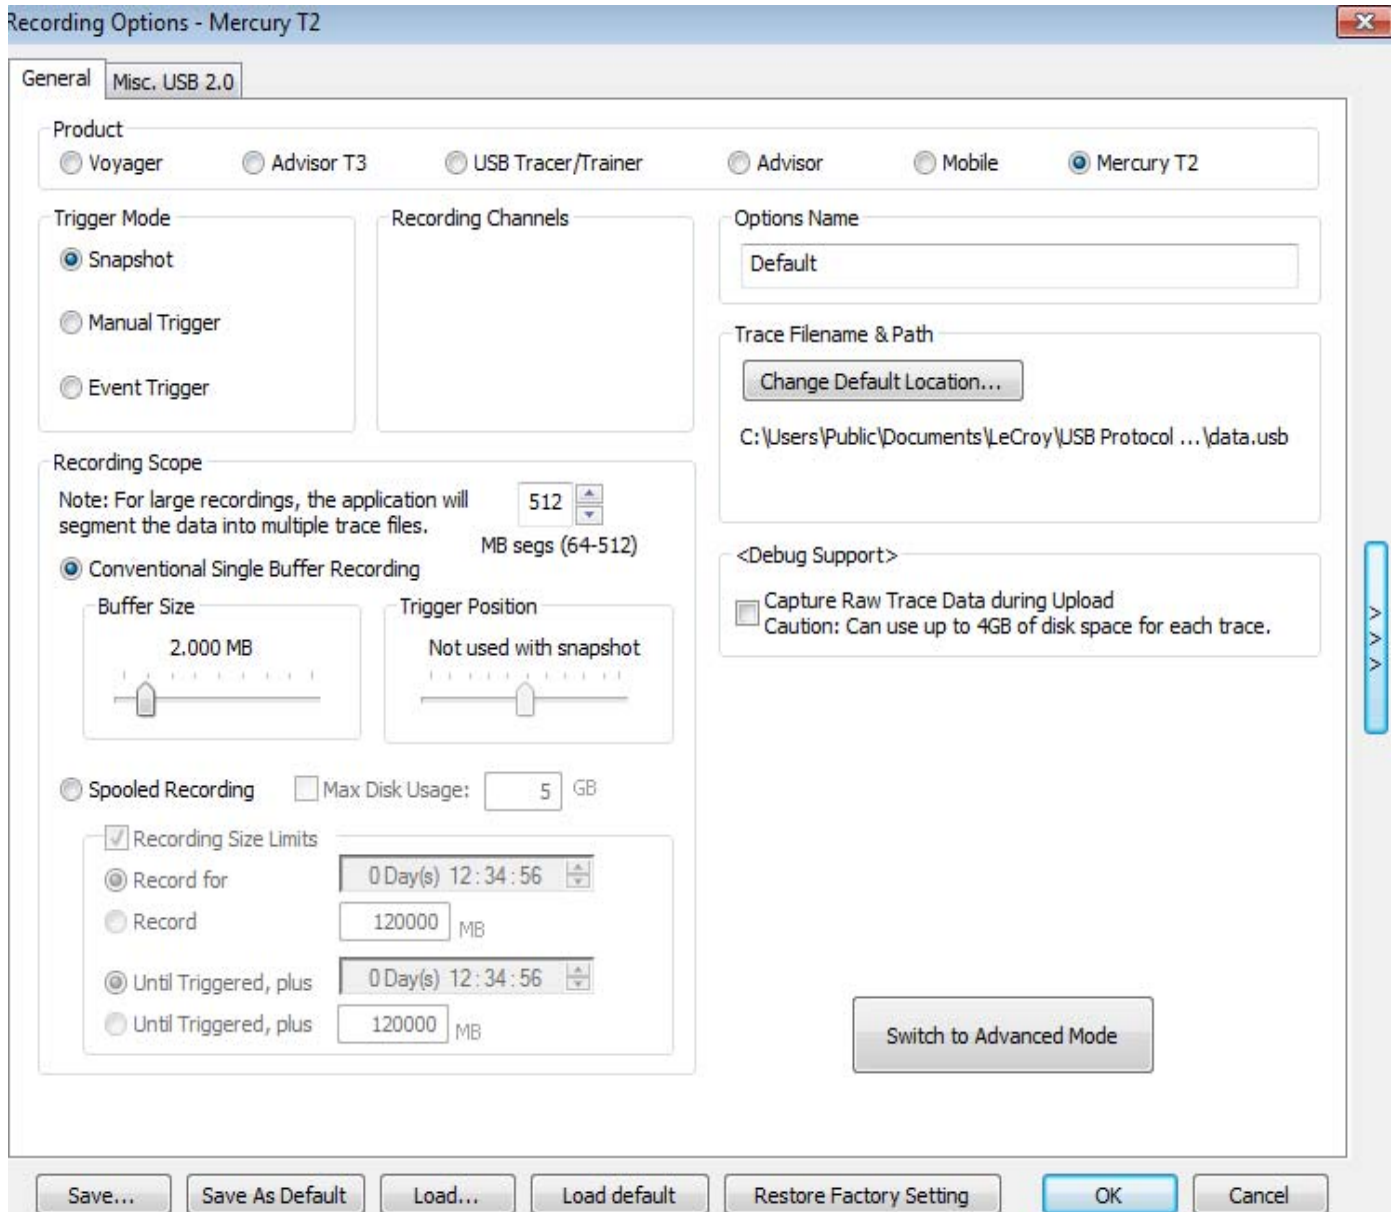 Recording Options - Mercury T2
General
Misc. USB 2.0
Product
Voyager
Advisor T3
USB Tracer/Trainer
Advisor
Mobile
Mercury T2
Trigger Mode
Snapshot
Manual Trigger
Event Trigger
Recording Channels
Options Name
Default
Trace Filename & Path
Change Default Location...
C:\Users\Public\Documents\LeCroy\USB Protocol ...\data.usb
Recording Scope
Note: For large recordings, the application will
segment the data into multiple trace files.
512
MB segs (64-512)
Conventional Single Buffer Recording
Buffer Size
2.000 MB
Trigger Position
Not used with snapshot
<Debug Support>
Capture Raw Trace Data during Upload
Caution: Can use up to 4GB of disk space for each trace.
>
>
>
Spooled Recording
Max Disk Usage:
5
GB
Recording Size Limits
Record for
0 Day(s) 12 : 34 : 56
Record
120000
MB
Until Triggered, plus
0 Day(s) 12 : 34 : 56
Until Triggered, plus
120000
MB
Switch to Advanced Mode
Save...
Save As Default
Load...
Load default
Restore Factory Setting
OK
Cancel